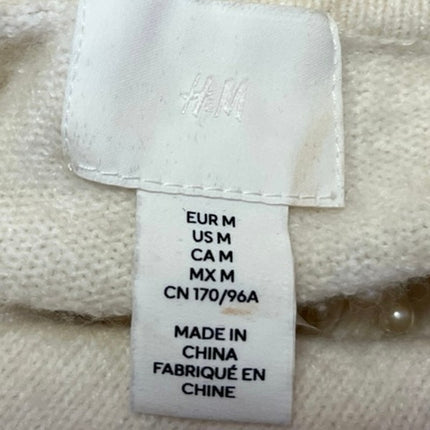 H&M
EUR M
US M
CA M
MX M
CN 170/96A
MADE IN
CHINA
FABRIQUÉ EN
CHINE